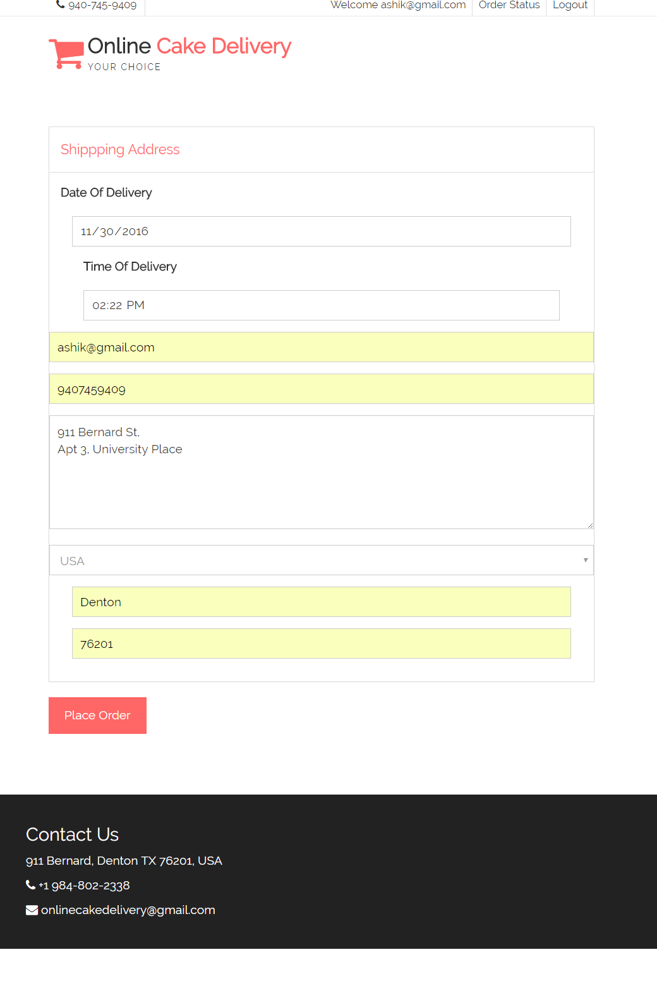 940-745-9409
Welcome ashik@gmail.com
Order Status
Logout
Online Cake Delivery
YOUR CHOICE
Shippping Address
Date Of Delivery
11/30/2016
Time Of Delivery
02:22 PM
ashik@gmail.com
9407459409
911 Bernard St,
Apt 3, University Place
USA
Denton
76201
Place Order
Contact Us
911 Bernard, Denton TX 76201, USA
+1 984-802-2338
onlinecakedelivery@gmail.com